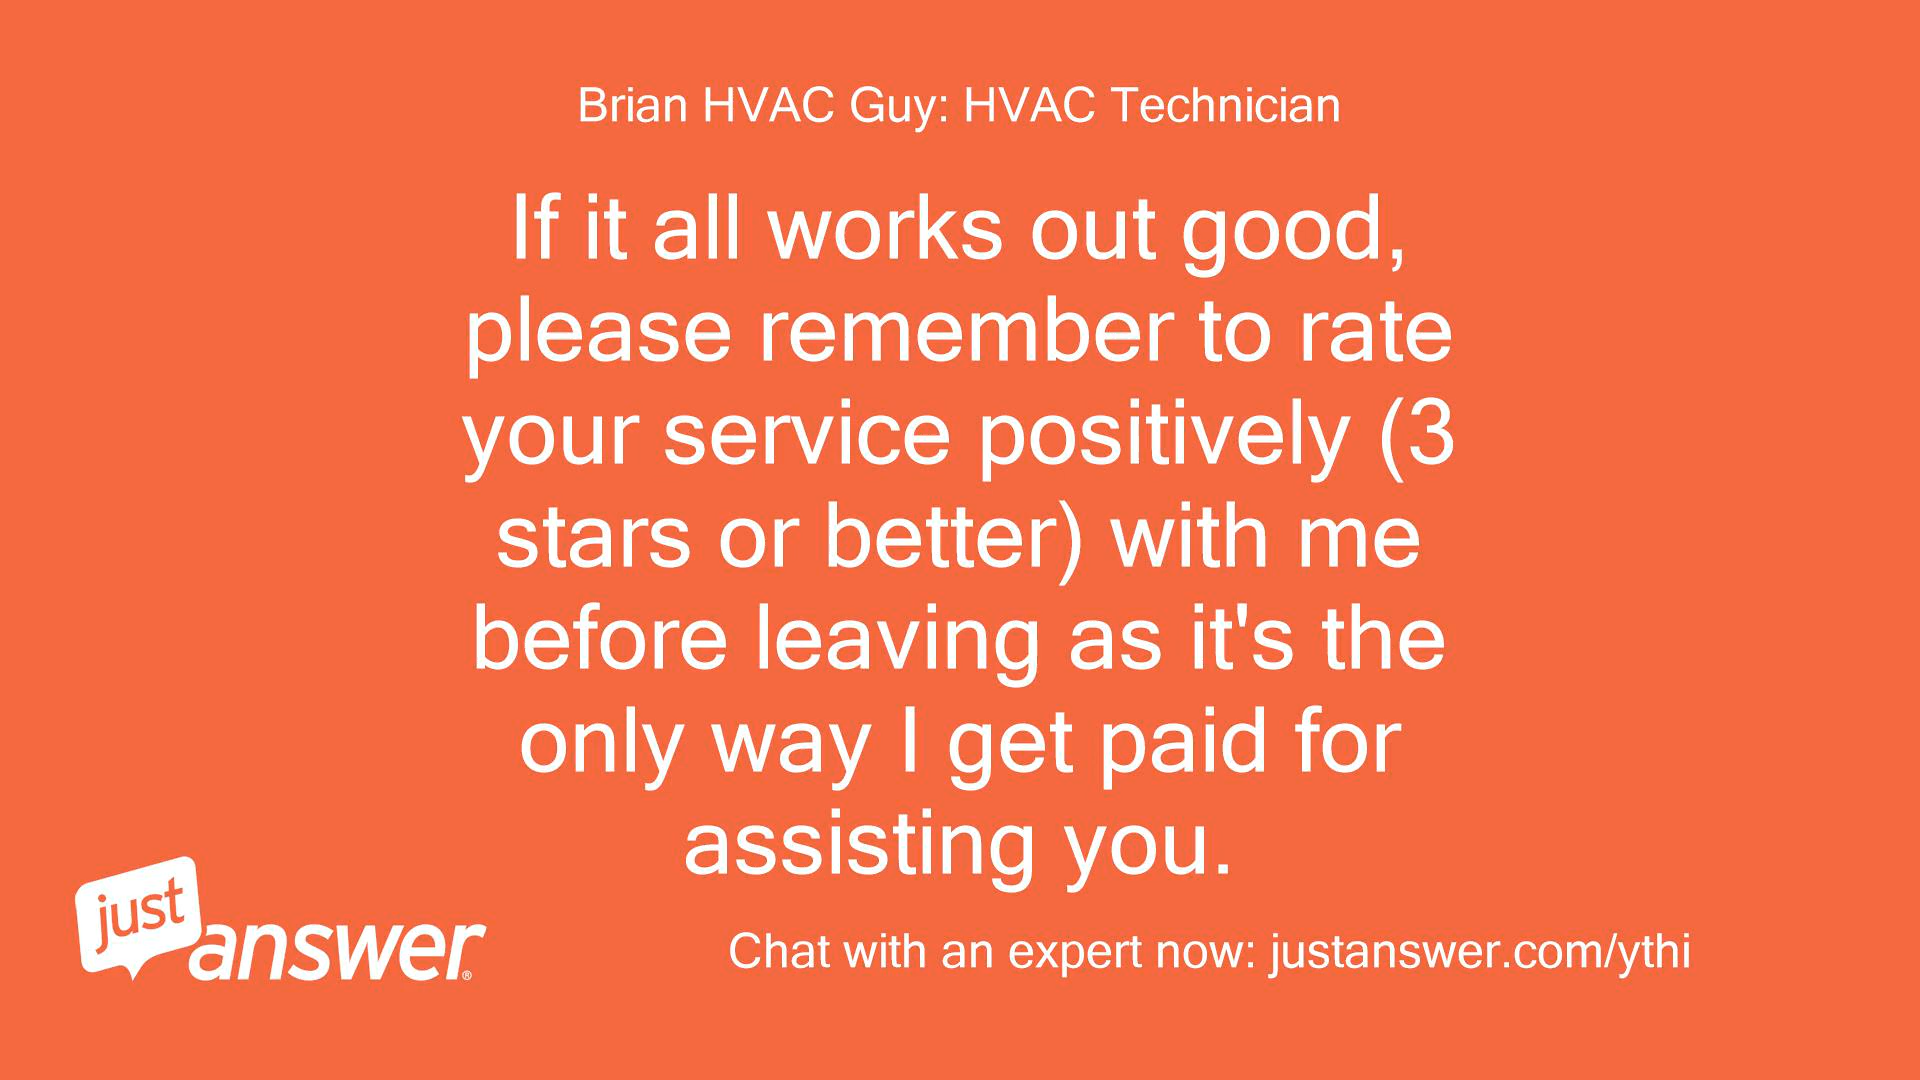 Brian HVAC Guy: HVAC Technician
If it all works out good,
please remember to rate
your service positively (3
stars or better) with me
before leaving as it's the
only way I get paid for
assisting you.
just
answer®
Chat with an expert now: justanswer.com/ythi